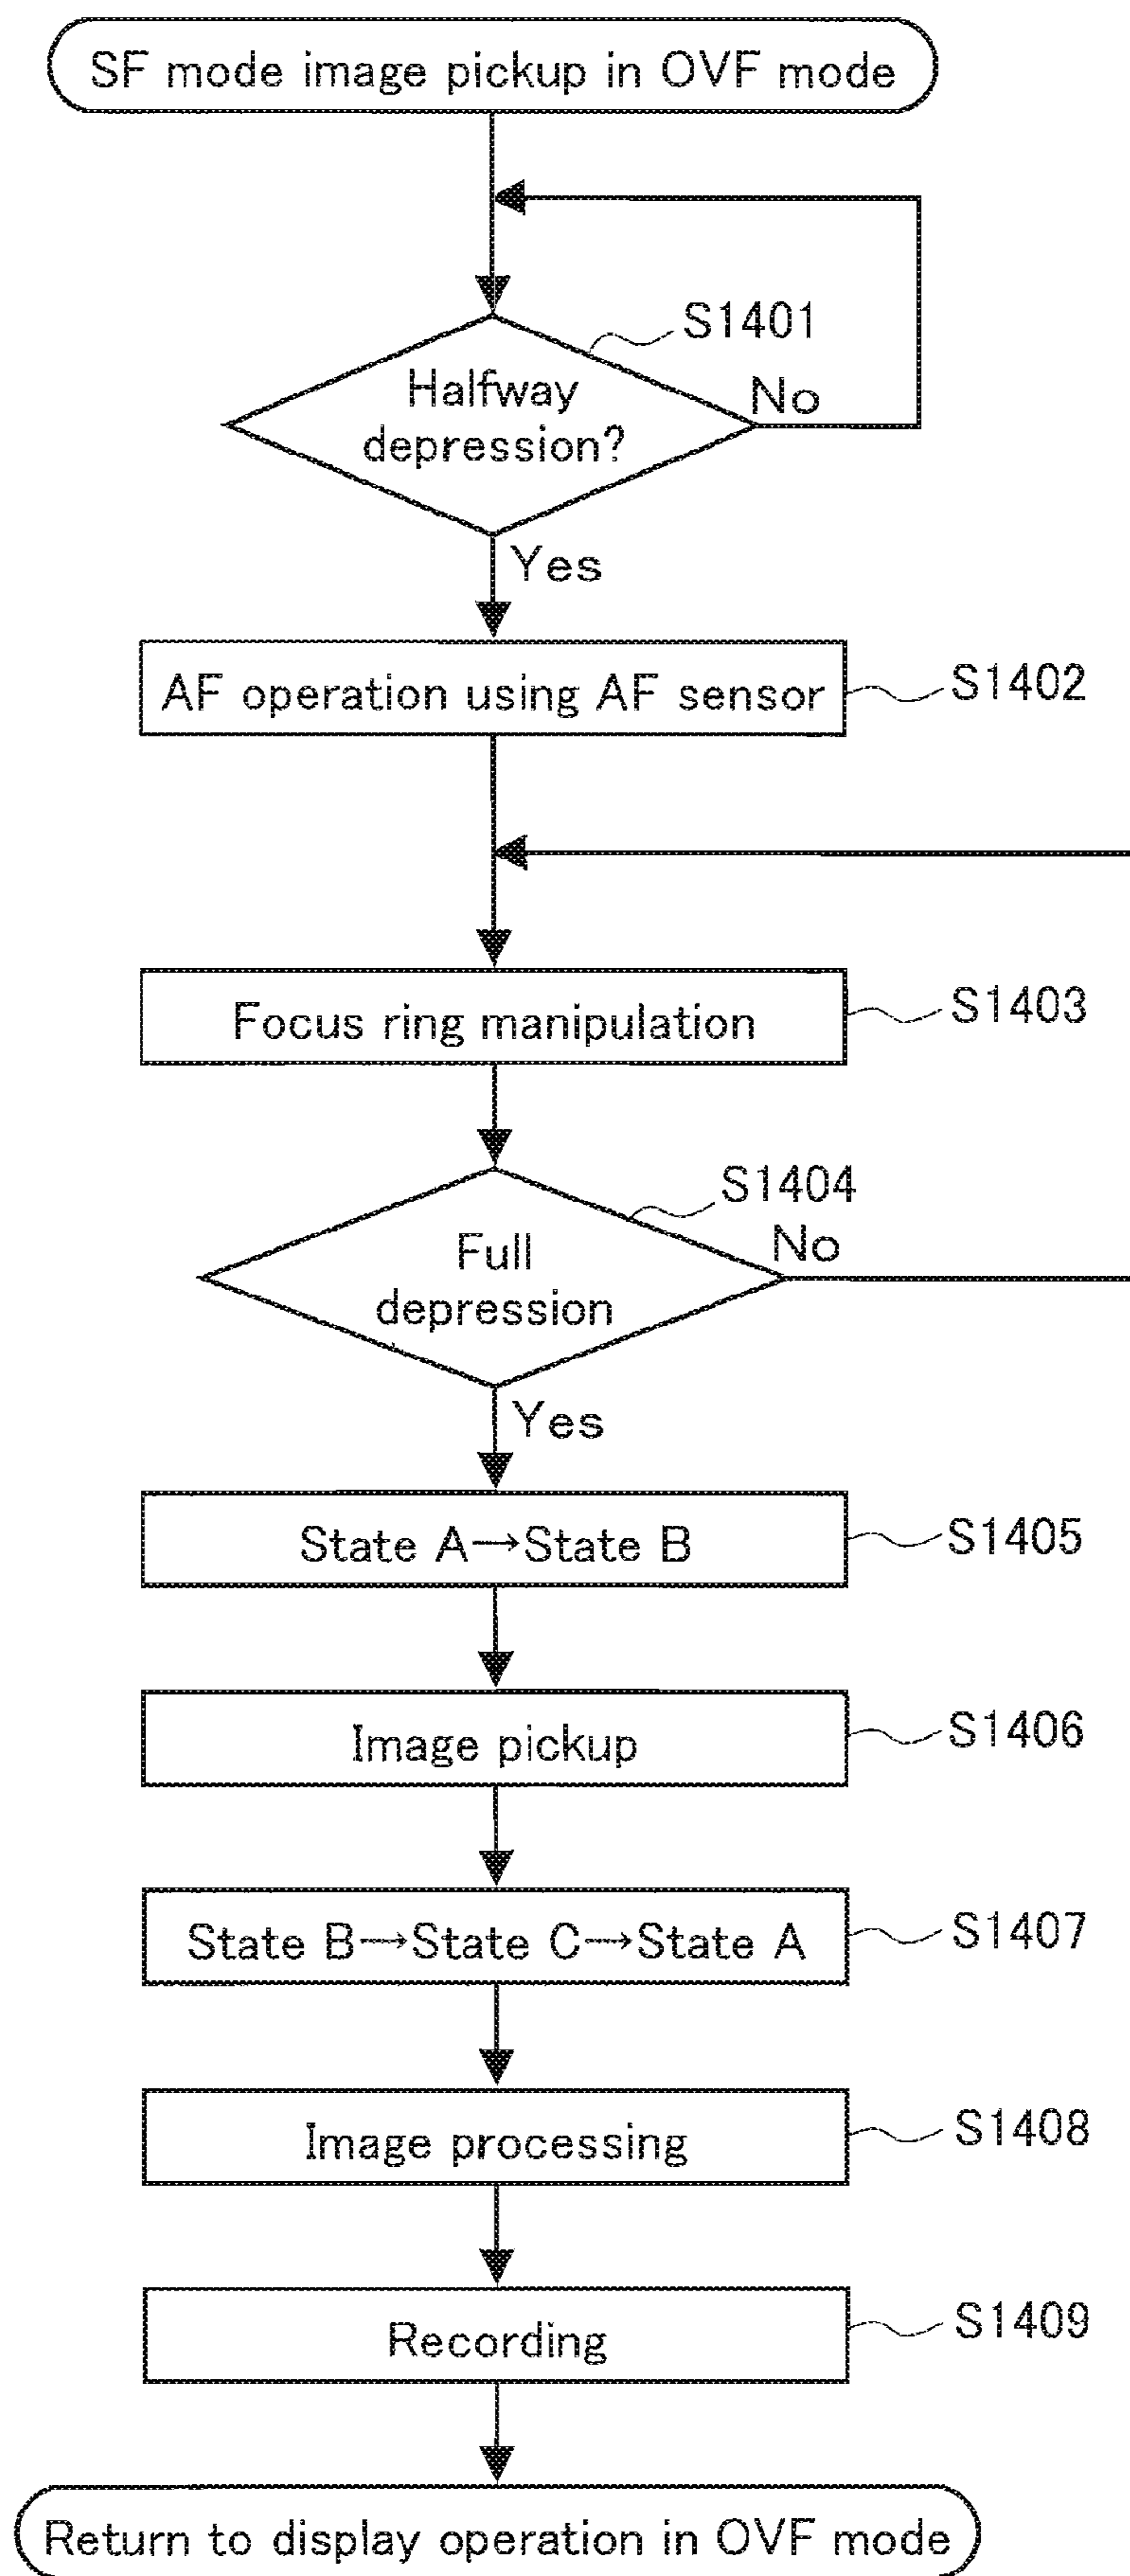 SF mode image pickup in OVF mode
S1401
Halfway
depression?
No
Yes
AF operation using AF sensor
S1402
Focus ring manipulation
S1403
S1404
Full
depression
No
Yes
State A→State B
S1405
Image pickup
S1406
State B→State C→State A
S1407
Image processing
S1408
Recording
S1409
Return to display operation in OVF mode